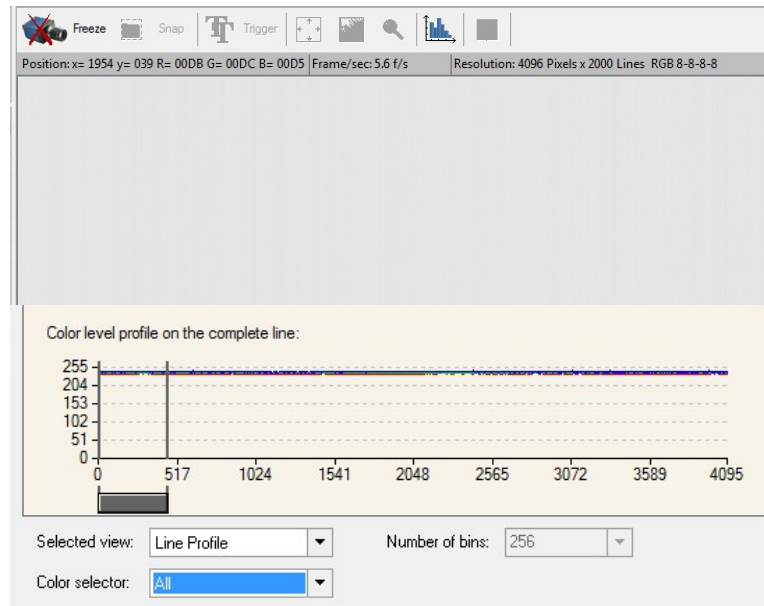 Freeze Snap Trigger
Position: x= 1954 y= 039 R= 00DB G= 00DC B= 00D5 Frame/sec: 5.6 f/s Resolution: 4096 Pixels x 2000 Lines RGB 8-8-8-8
Color level profile on the complete line:
255
204
153
102
51
0
0 517 1024 1541 2048 2565 3072 3589 4095
Selected view: Line Profile Number of bins: 256
Color selector: All